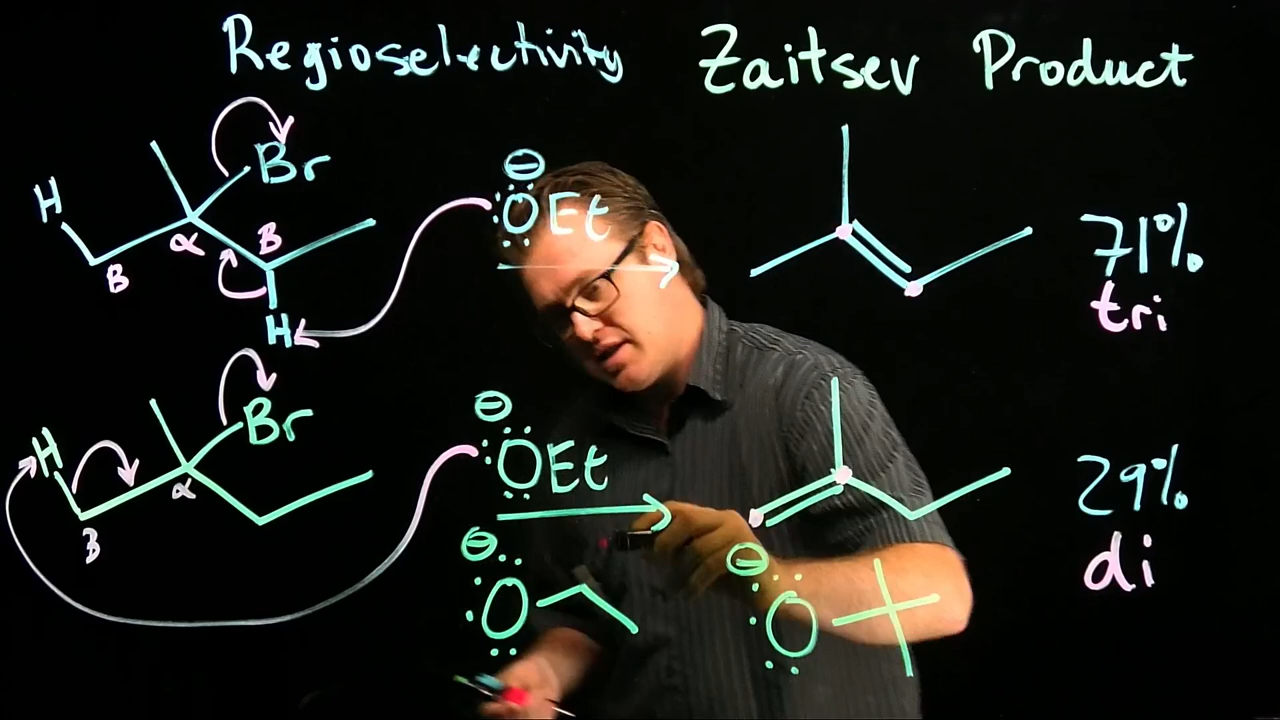 Regioselectivity Zaitsev Product
H α Br β β H
⊖ :OEt
71%
tri
H α Br β
⊖ :OEt
29%
di
⊖ :O
⊖ :O